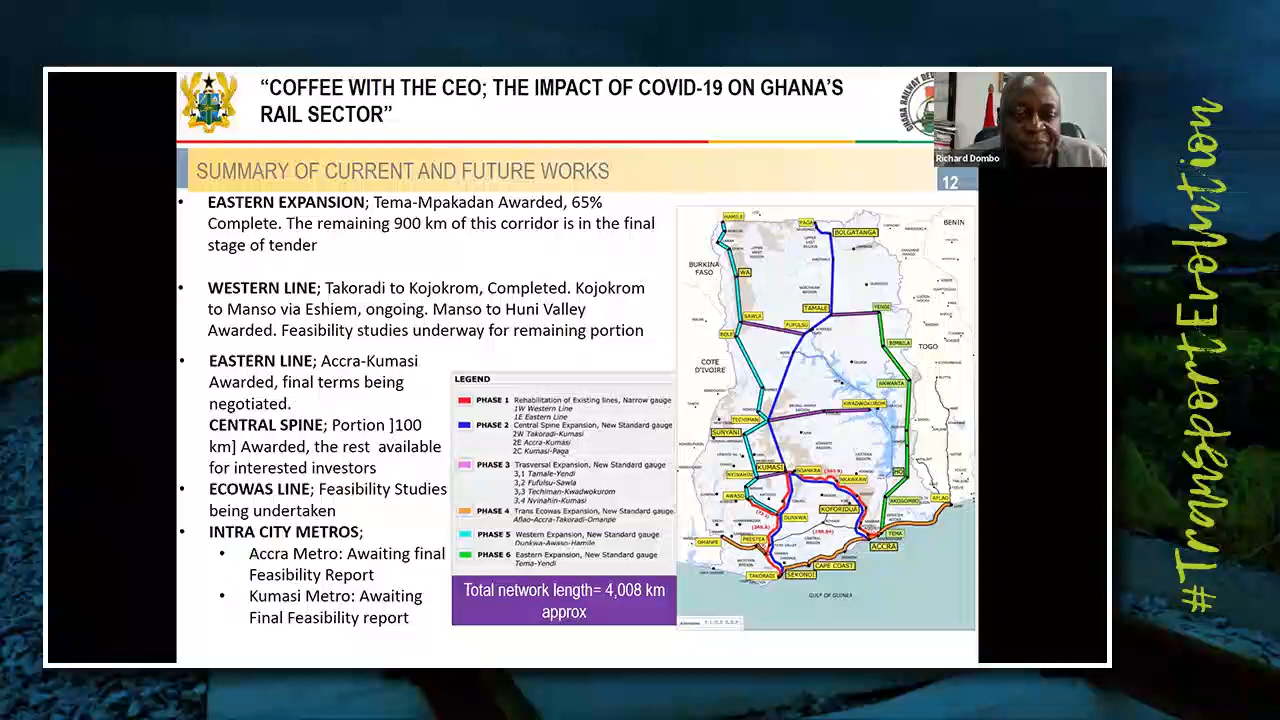 “COFFEE WITH THE CEO; THE IMPACT OF COVID-19 ON GHANA’S
RAIL SECTOR”
Richard Dombo
SUMMARY OF CURRENT AND FUTURE WORKS
12
• EASTERN EXPANSION; Tema-Mpakadan Awarded, 65%
Complete. The remaining 900 km of this corridor is in the final
stage of tender
• WESTERN LINE; Takoradi to Kojokrom, Completed. Kojokrom
to Manso via Eshiem, ongoing. Manso to Huni Valley
Awarded. Feasibility studies underway for remaining portion
• EASTERN LINE; Accra-Kumasi
Awarded, final terms being
negotiated.
CENTRAL SPINE; Portion ]100
km] Awarded, the rest available
for interested investors
• ECOWAS LINE; Feasibility Studies
being undertaken
• INTRA CITY METROS;
• Accra Metro: Awaiting final
Feasibility Report
• Kumasi Metro: Awaiting
Final Feasibility report
LEGEND
PHASE 1 Rehabilitation of Existing lines, Narrow gauge
1W Western Line
1E Eastern Line
PHASE 2 Central Spine Expansion, New Standard gauge
2W Takoradi-Kumasi
2E Accra-Kumasi
2C Kumasi-Paga
PHASE 3 Trasversal Expansion, New Standard gauge
3,1 Tamale-Yendi
3,2 Fufulsu-Sawla
3,3 Techiman-Kwadwokurom
3,4 Nyinahin-Kumasi
PHASE 4 Trans Ecowas Expansion, New Standard gauge
Aflao-Accra-Takoradi-Omanpe
PHASE 5 Western Expansion, New Standard gauge
Dunkwa-Awaso-Hamile
PHASE 6 Eastern Expansion, New Standard gauge
Tema-Yendi
Total network length= 4,008 km
approx
HAMILE
PAGA
BOLGATANGA
BENIN
BURKINA
FASO
WA
TAMALE
YENDI
SAWLA
FUFULSU
BOLE
BIMBILA
TOGO
COTE
D'IVOIRE
NKWANTA
KWADWOKUROM
TECHIMAN
SUNYANI
KUMASI
NYINAHIN
HO
NKAWKAW
AWASO
AFLAO
KOFORIDUA
DUNKWA
TEMA
OMANPE
PRESTEA
ACCRA
CAPE COAST
TAKORADI
SEKONDI
GULF OF GUINEA
#TransportEvolution